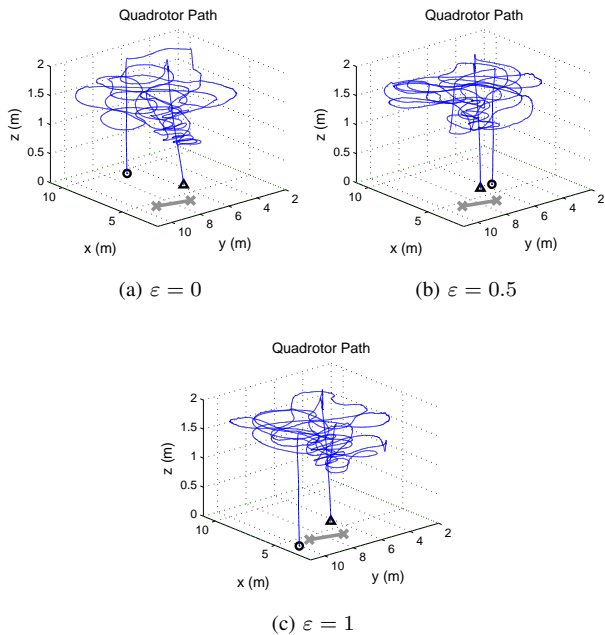 Quadrotor Path
2
1.5
1
0.5
0
z (m)
10
5
x (m)
10
8
6
4
2
y (m)
(a) ε = 0
Quadrotor Path
2
1.5
1
0.5
0
z (m)
10
5
x (m)
10
8
6
4
2
y (m)
(b) ε = 0.5
Quadrotor Path
2
1.5
1
0.5
0
z (m)
10
5
x (m)
10
8
6
4
2
y (m)
(c) ε = 1